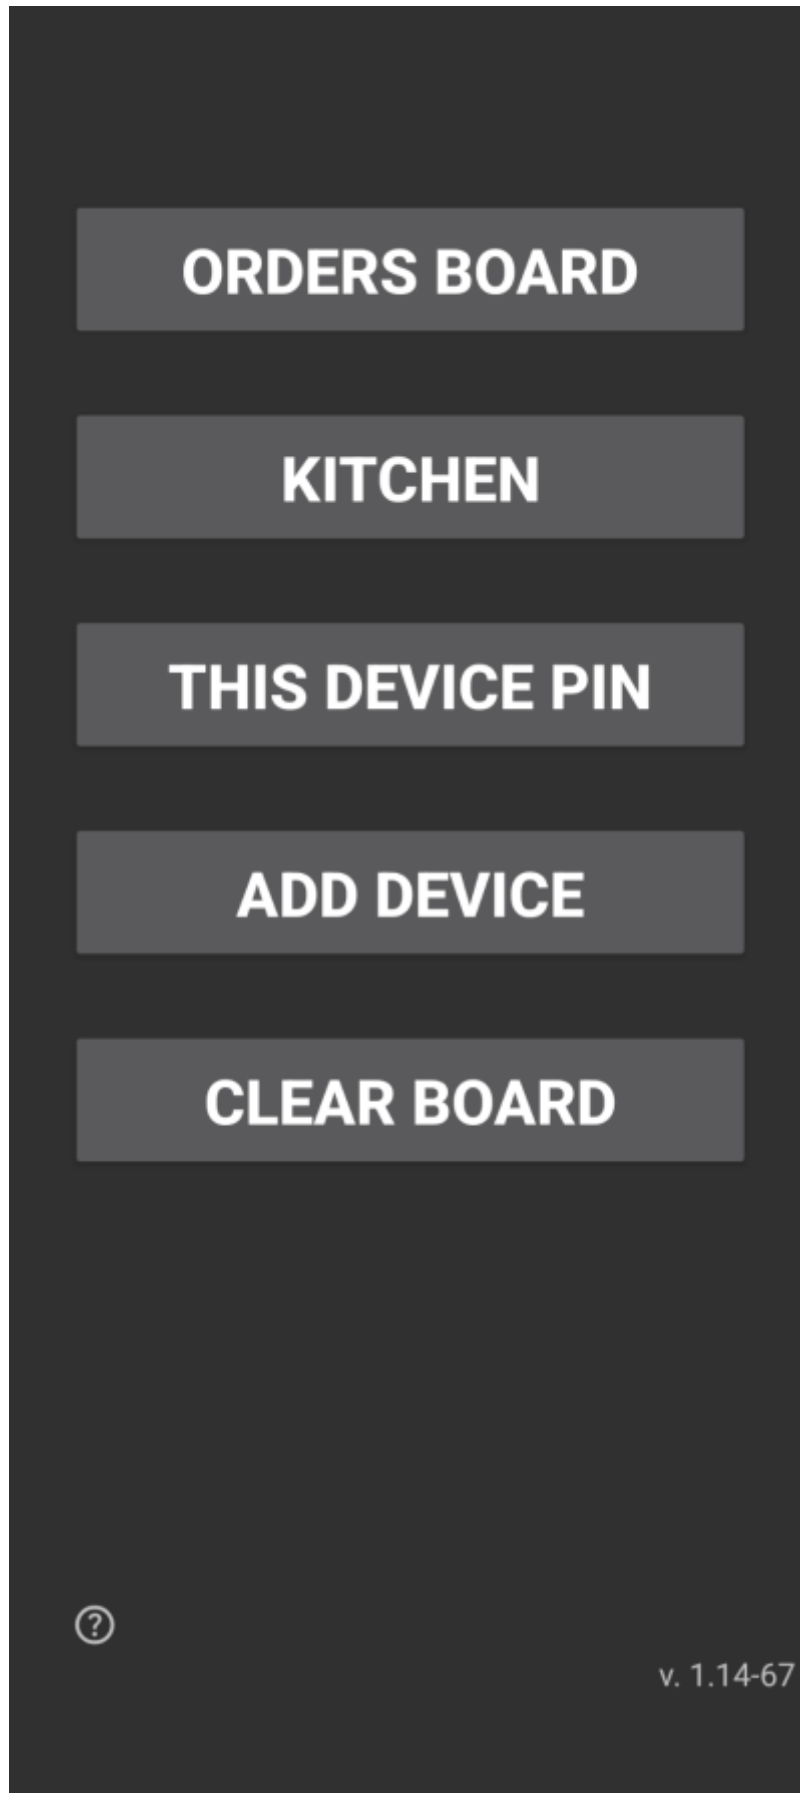 ORDERS BOARD
KITCHEN
THIS DEVICE PIN
ADD DEVICE
CLEAR BOARD
?
v. 1.14-67